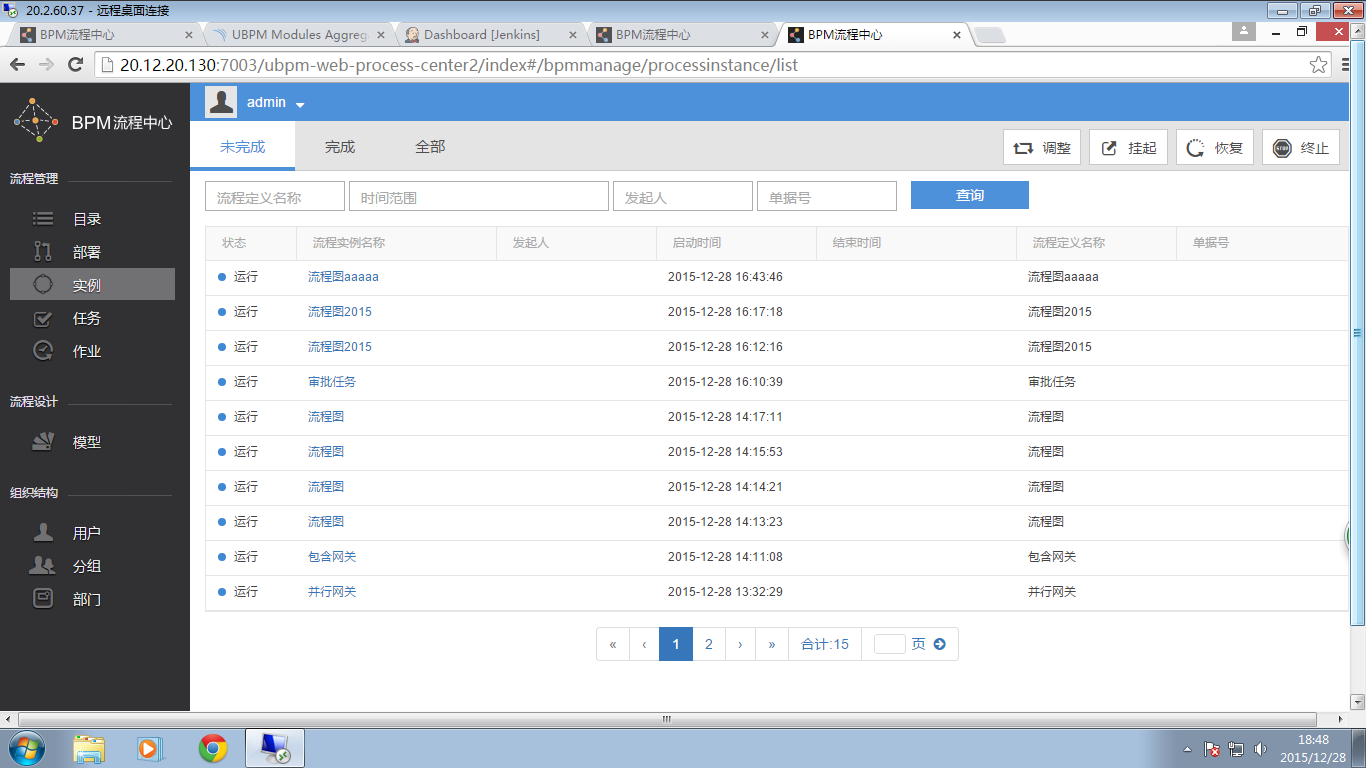 20.2.60.37 - 远程桌面连接
BPM流程中心
UBPM Modules Aggreg
Dashboard [Jenkins]
BPM流程中心
BPM流程中心
20.12.20.130:7003/ubpm-web-process-center2/index#/bpmmanage/processinstance/list
BPM流程中心
admin
未完成 完成 全部
调整 挂起 恢复 STOP 终止
流程管理
目录
部署
实例
任务
作业
流程设计
模型
组织结构
用户
分组
部门
流程定义名称 时间范围 发起人 单据号 查询
状态 流程实例名称 发起人 启动时间 结束时间 流程定义名称 单据号
运行 流程图aaaaa 2015-12-28 16:43:46 流程图aaaaa
运行 流程图2015 2015-12-28 16:17:18 流程图2015
运行 流程图2015 2015-12-28 16:12:16 流程图2015
运行 审批任务 2015-12-28 16:10:39 审批任务
运行 流程图 2015-12-28 14:17:11 流程图
运行 流程图 2015-12-28 14:15:53 流程图
运行 流程图 2015-12-28 14:14:21 流程图
运行 流程图 2015-12-28 14:13:23 流程图
运行 包含网关 2015-12-28 14:11:08 包含网关
运行 并行网关 2015-12-28 13:32:29 并行网关
« ‹ 1 2 › » 合计:15 页
18:48
2015/12/28